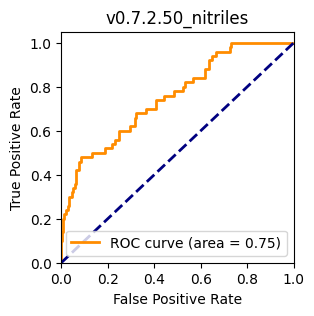 v0.7.2.50_nitriles
True Positive Rate
1.0
0.8
0.6
0.4
0.2
0.0
ROC curve (area = 0.75)
0.0 0.2 0.4 0.6 0.8 1.0
False Positive Rate